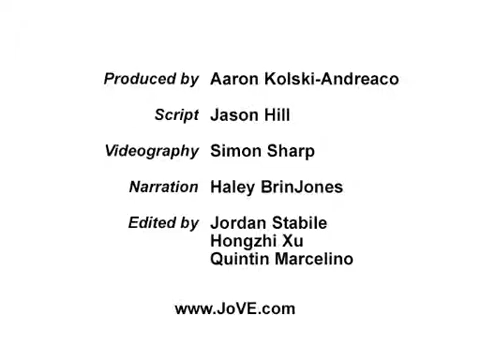 Produced by Aaron Kolski-Andreaco
Script Jason Hill
Videography Simon Sharp
Narration Haley BrinJones
Edited by Jordan Stabile
Hongzhi Xu
Quintin Marcelino
www.JoVE.com